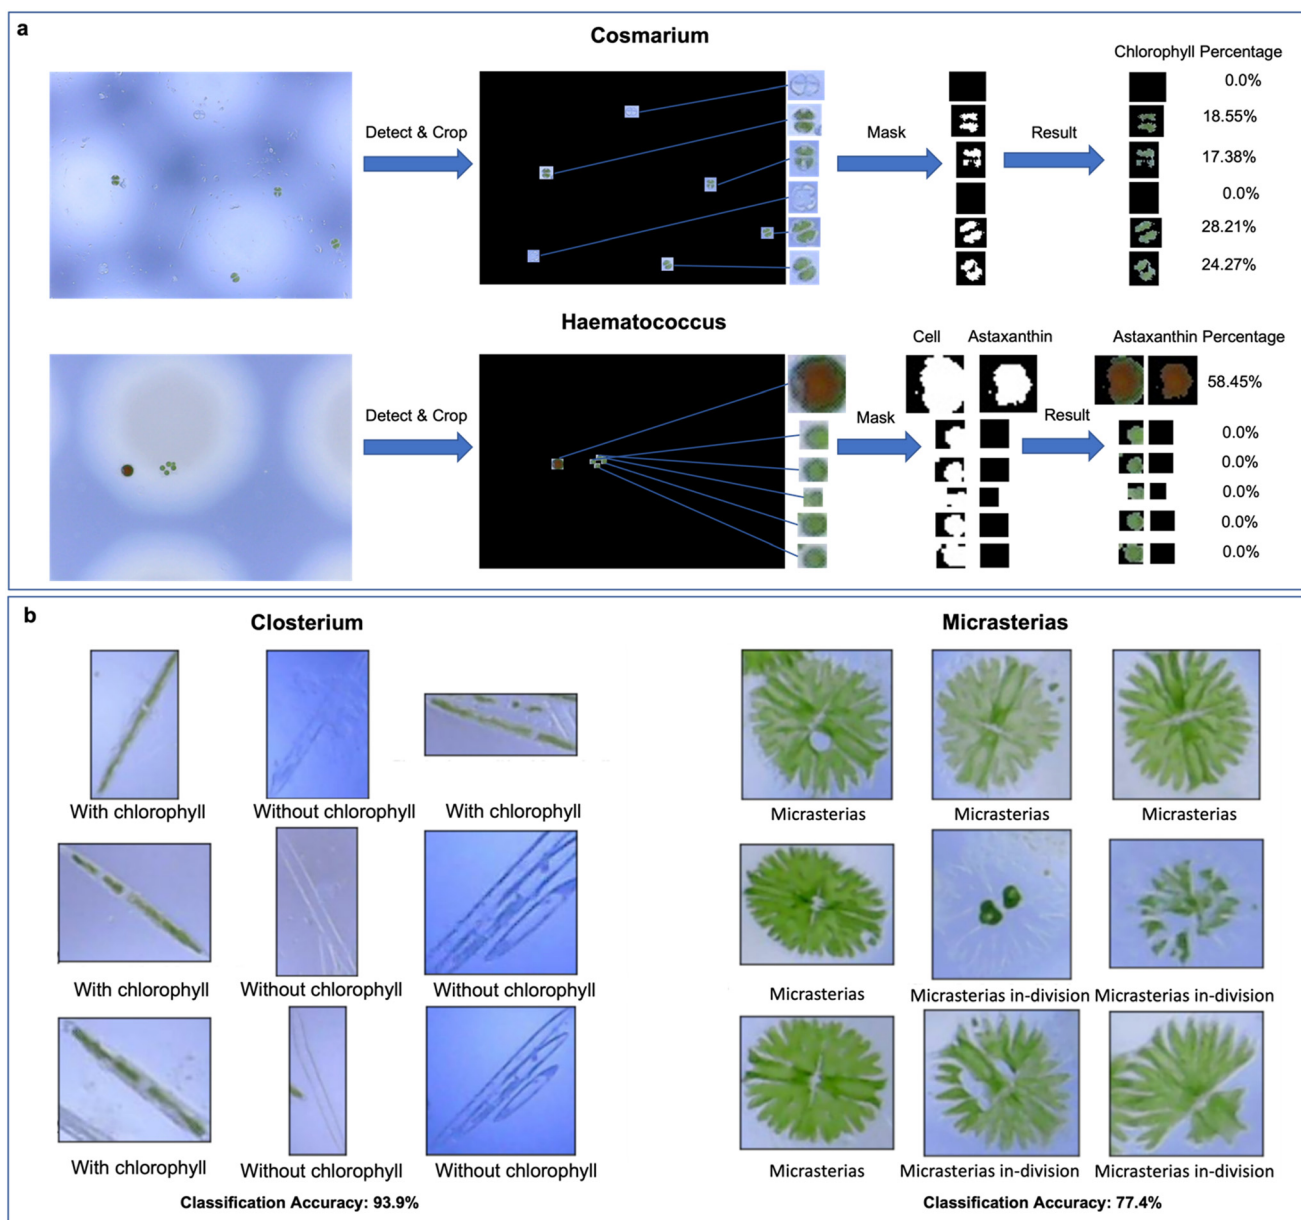 a
Cosmarium
Chlorophyll Percentage
Detect & Crop
Mask
Result
0.0%
18.55%
17.38%
0.0%
28.21%
24.27%
Haematococcus
Cell
Astaxanthin
Astaxanthin Percentage
Detect & Crop
Mask
Result
58.45%
0.0%
0.0%
0.0%
0.0%
0.0%
b
Closterium
With chlorophyll
Without chlorophyll
With chlorophyll
With chlorophyll
Without chlorophyll
Without chlorophyll
With chlorophyll
Without chlorophyll
Without chlorophyll
Classification Accuracy: 93.9%
Micrasterias
Micrasterias
Micrasterias
Micrasterias
Micrasterias
Micrasterias in-division
Micrasterias in-division
Micrasterias
Micrasterias in-division
Micrasterias in-division
Classification Accuracy: 77.4%